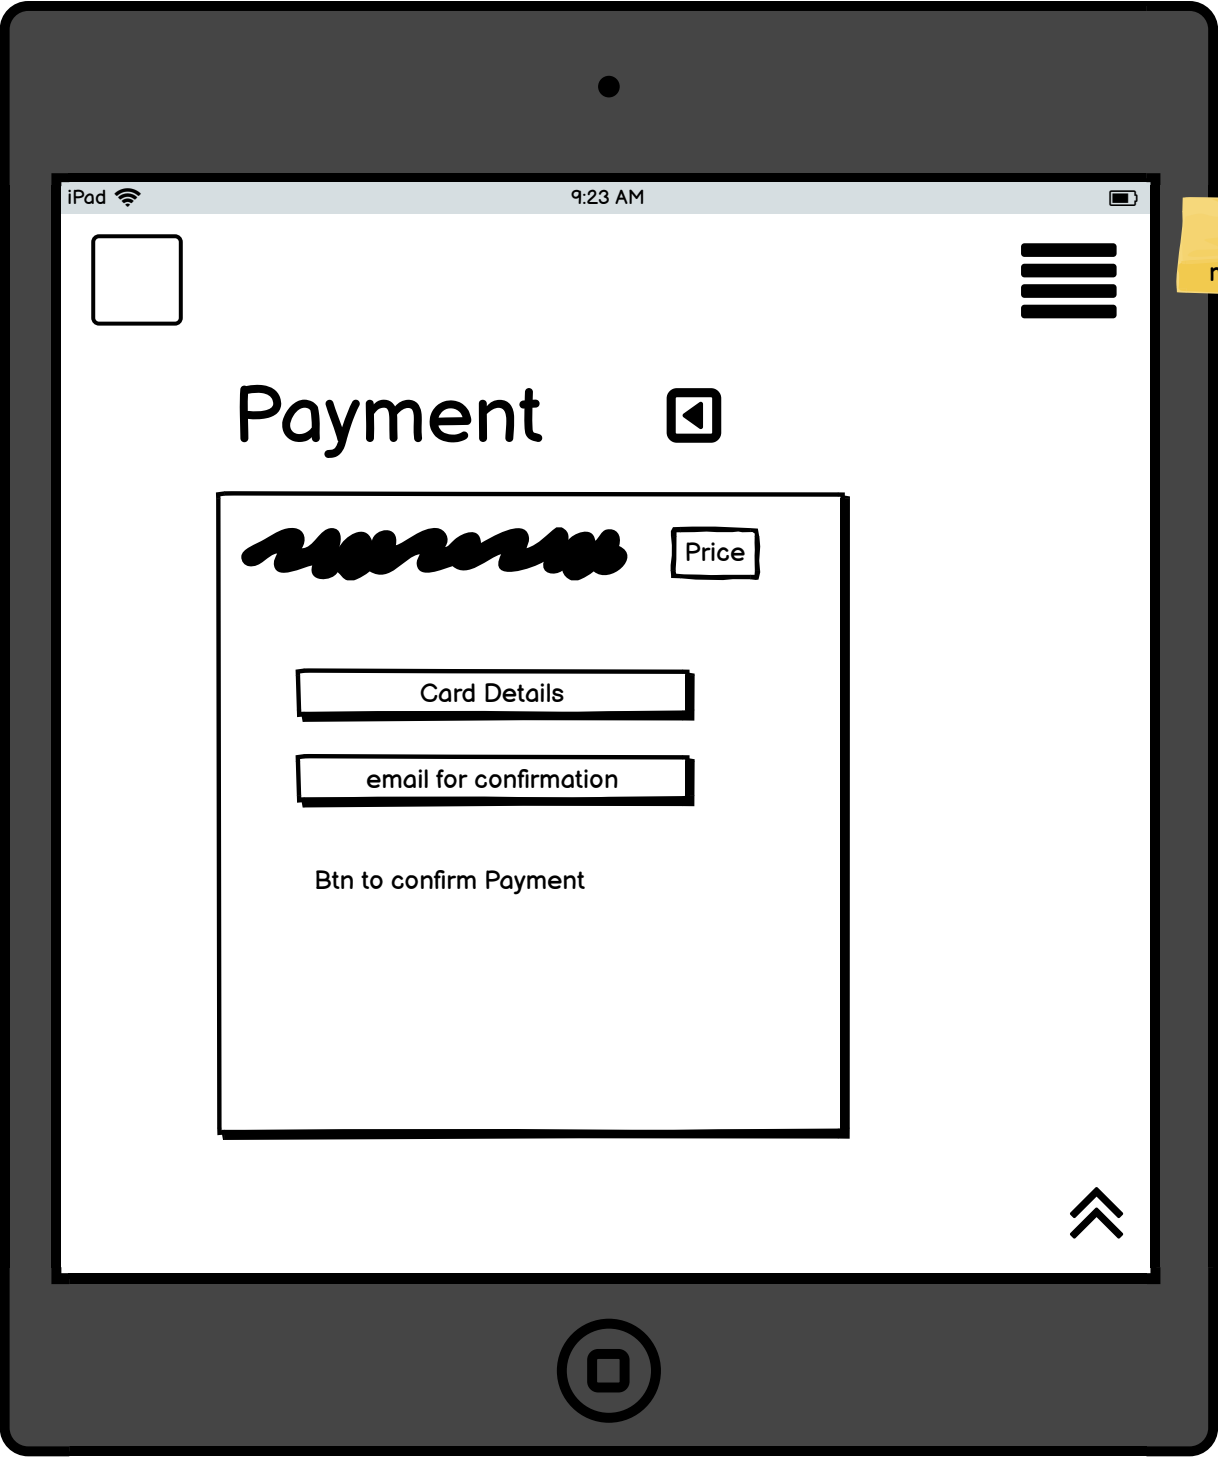 iPad
9:23 AM
Payment
Price
Card Details
email for confirmation
Btn to confirm Payment